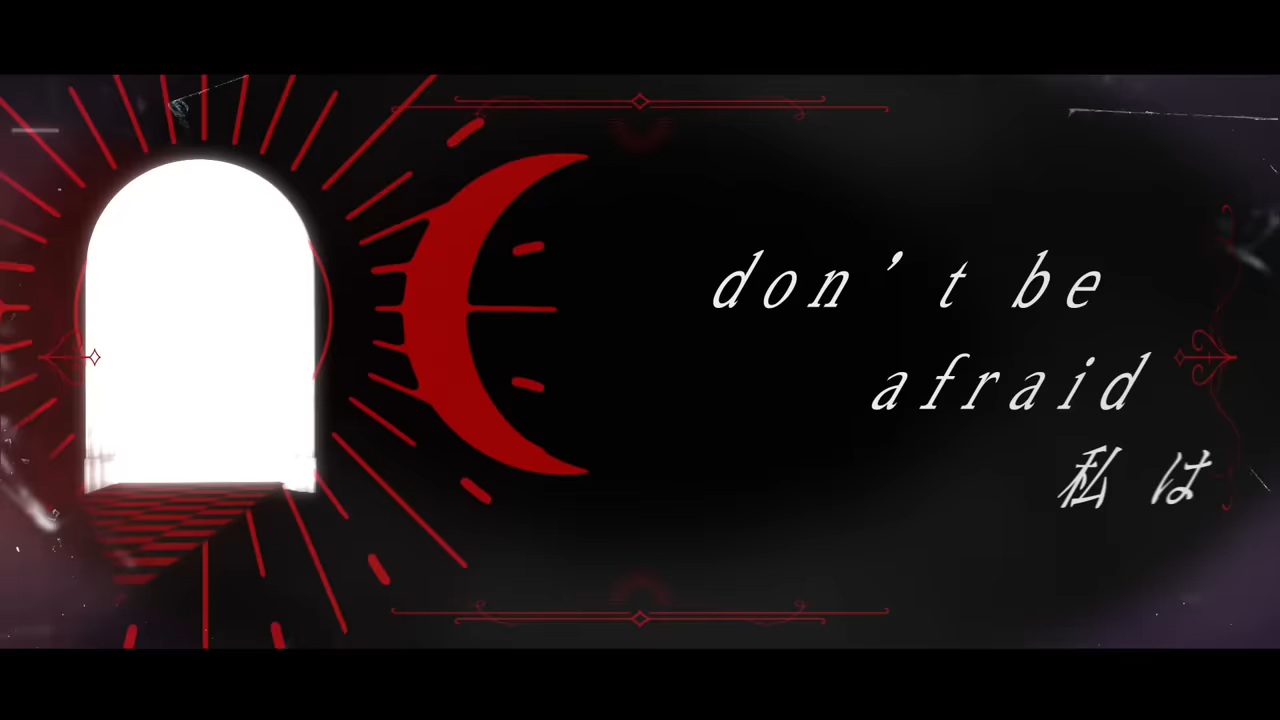 don’t be
afraid
私は